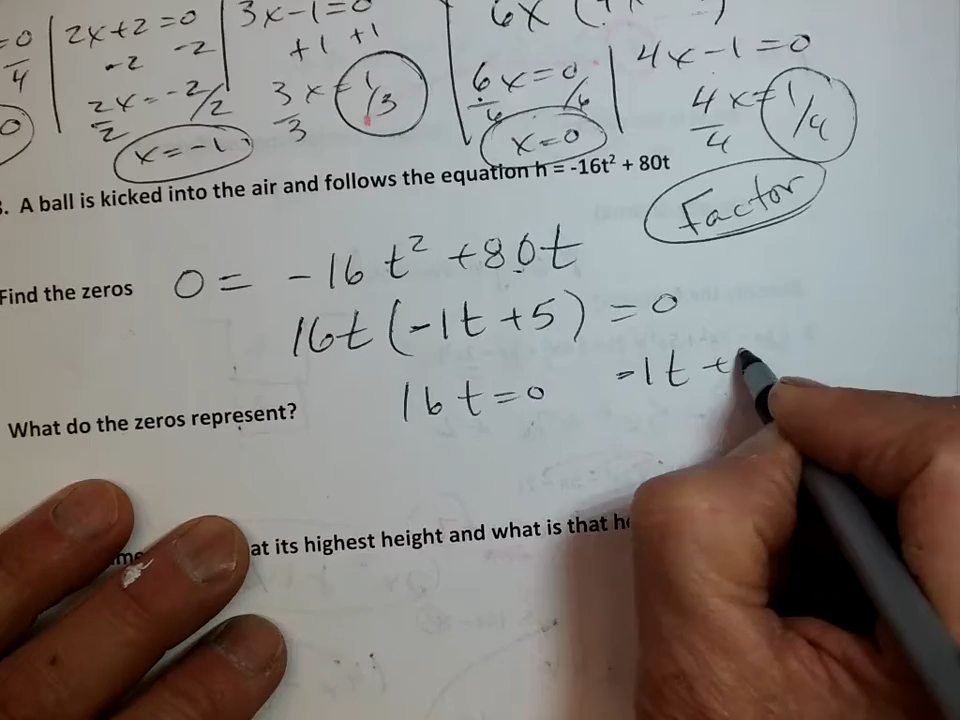 =0 | 2x+2=0 | 3x-1=0 | 6x (
4 -2 -2 +1 +1 6x=0/6 | 4x-1=0
0 2x=-2/2 3x=1/3 6 4x=1/4
2 3 x=0 4
x=-1
3. A ball is kicked into the air and follows the equation h = -16t² + 80t
Factor
Find the zeros 0 = -16t² +80t
16t(-1t+5) = 0
16t=0 -1t+
What do the zeros represent?
at its highest height and what is that